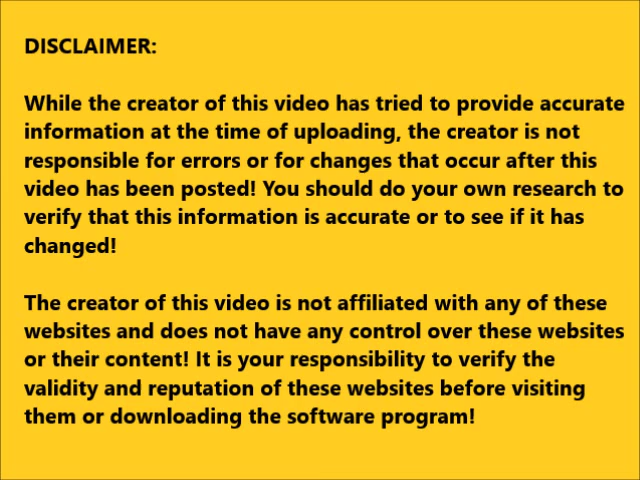 DISCLAIMER:
While the creator of this video has tried to provide accurate
information at the time of uploading, the creator is not
responsible for errors or for changes that occur after this
video has been posted! You should do your own research to
verify that this information is accurate or to see if it has
changed!
The creator of this video is not affiliated with any of these
websites and does not have any control over these websites
or their content! It is your responsibility to verify the
validity and reputation of these websites before visiting
them or downloading the software program!